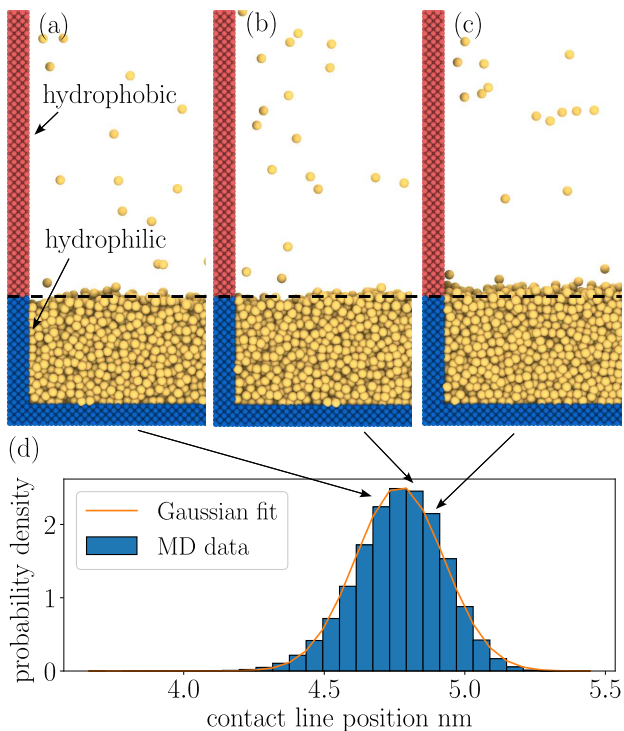 (a)
(b)
(c)
hydrophobic
hydrophilic
(d)
Gaussian fit
MD data
probability density
2
1
0
4.0
4.5
5.0
5.5
contact line position nm